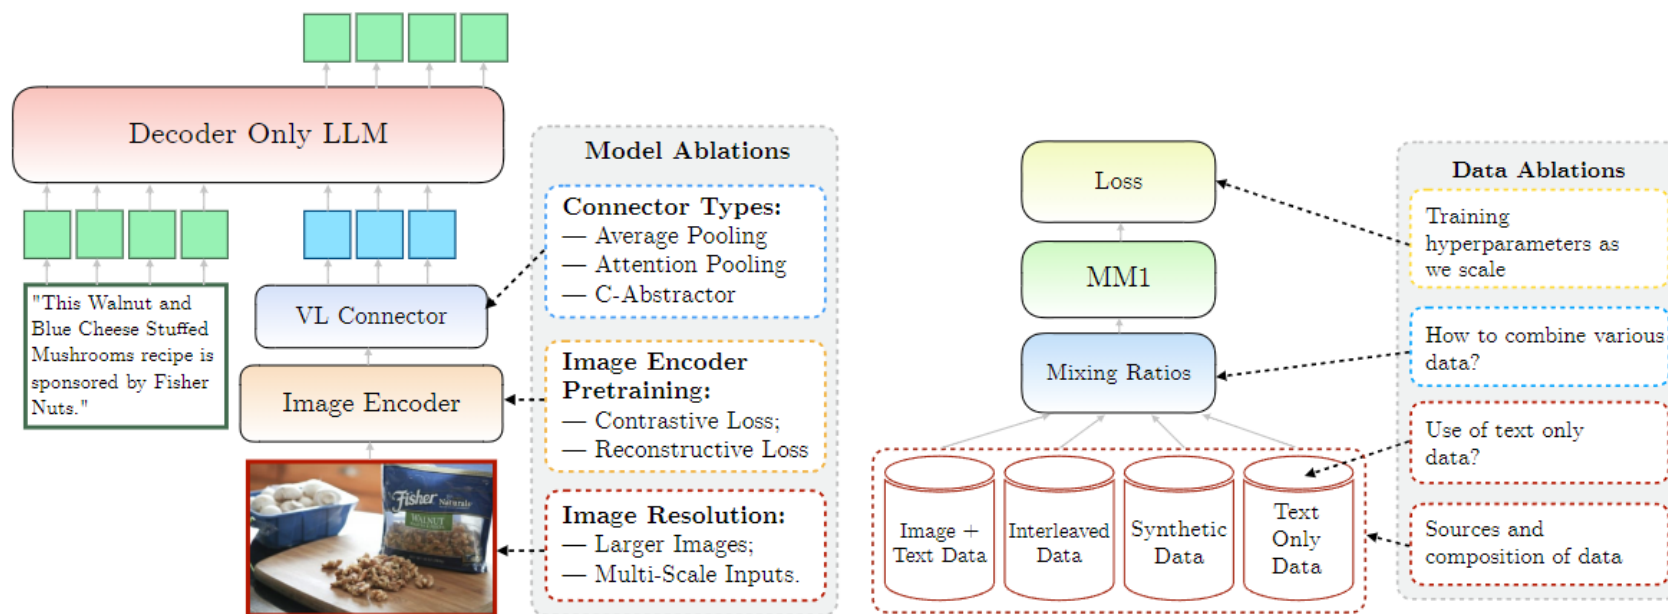 Decoder Only LLM
"This Walnut and
Blue Cheese Stuffed
Mushrooms recipe is
sponsored by Fisher
Nuts."
VL Connector
Image Encoder
Fisher
Naturals
WALNUT
Model Ablations
Connector Types:
— Average Pooling
— Attention Pooling
— C-Abstractor
Image Encoder
Pretraining:
— Contrastive Loss;
— Reconstructive Loss
Image Resolution:
— Larger Images;
— Multi-Scale Inputs.
Loss
MM1
Mixing Ratios
Image +
Text Data
Interleaved
Data
Synthetic
Data
Text
Only
Data
Data Ablations
Training
hyperparameters as
we scale
How to combine various
data?
Use of text only
data?
Sources and
composition of data